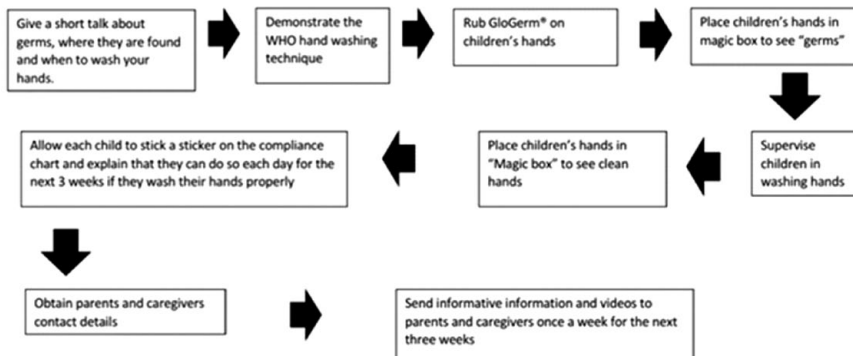 Give a short talk about
germs, where they are found
and when to wash your
hands.
Demonstrate the
WHO hand washing
technique
Rub GloGerm® on
children's hands
Place children's hands in
magic box to see "germs"
Supervise
children in
washing hands
Place children's hands in
"Magic box" to see clean
hands
Allow each child to stick a sticker on the compliance
chart and explain that they can do so each day for the
next 3 weeks if they wash their hands properly
Obtain parents and caregivers
contact details
Send informative information and videos to
parents and caregivers once a week for the next
three weeks